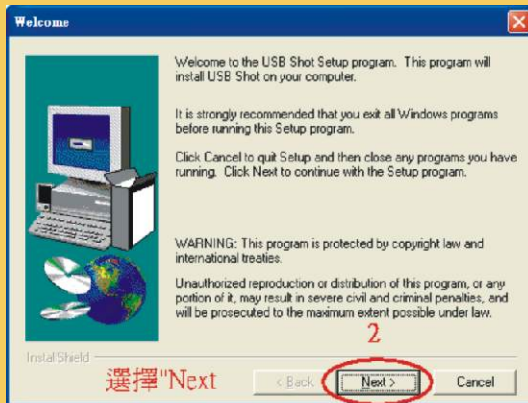 Welcome
Welcome to the USB Shot Setup program. This program will
install USB Shot on your computer.
It is strongly recommended that you exit all Windows programs
before running this Setup program.
Click Cancel to quit Setup and then close any programs you have
running. Click Next to continue with the Setup program.
WARNING: This program is protected by copyright law and
international treaties.
Unauthorized reproduction or distribution of this program, or any
portion of it, may result in severe civil and criminal penalties, and
will be prosecuted to the maximum extent possible under law.
2
InstallShield
選擇"Next
< Back
Next >
Cancel